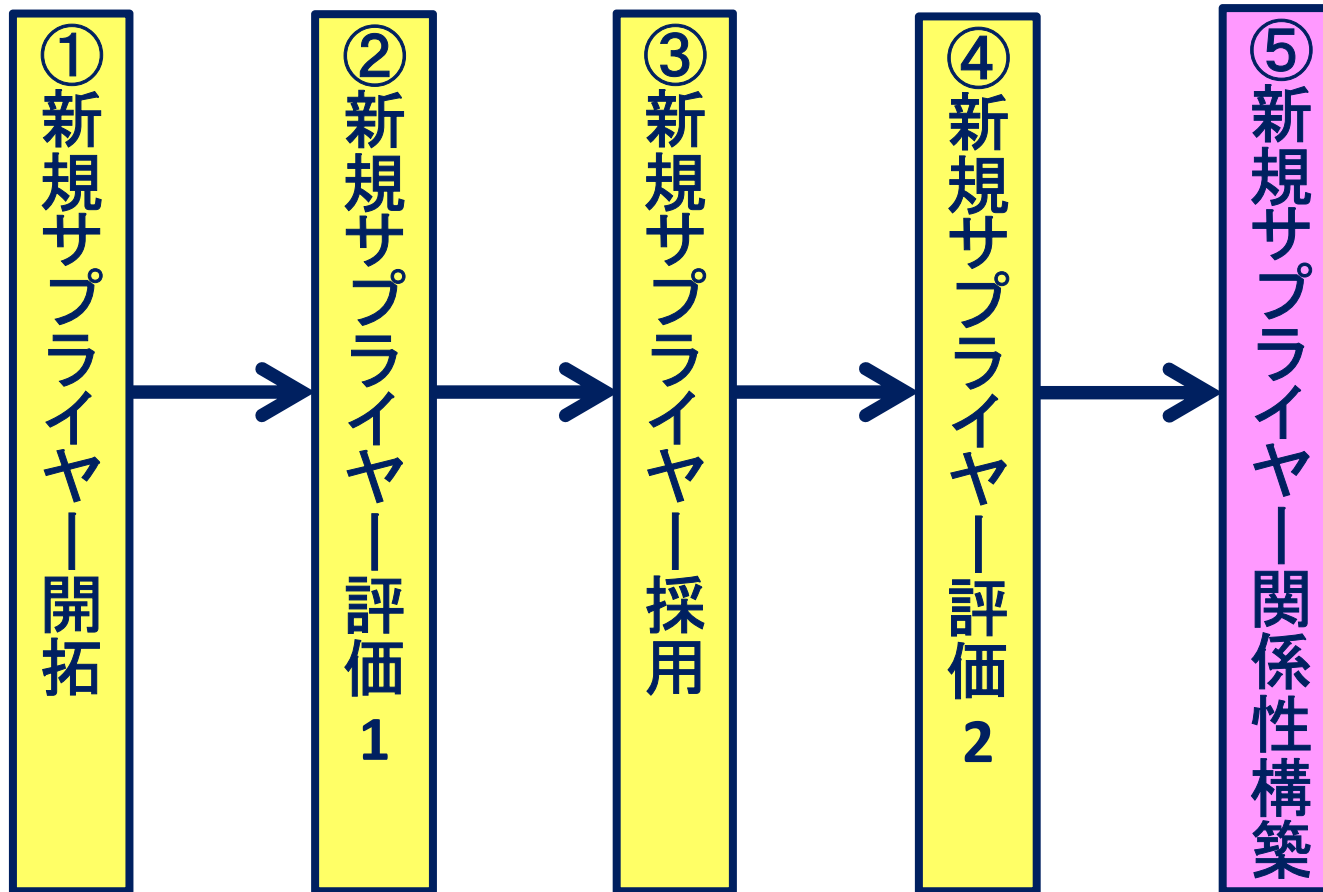 ①新規サプライヤー開拓
②新規サプライヤー評価1
③新規サプライヤー採用
④新規サプライヤー評価2
⑤新規サプライヤー関係性構築